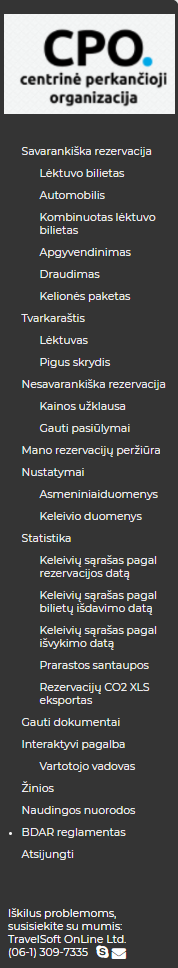 CPO.
centrinė perkančioji
organizacija
Savarankiška rezervacija
Lėktuvo bilietas
Automobilis
Kombinuotas lėktuvo
bilietas
Apgyvendinimas
Draudimas
Kelionės paketas
Tvarkaraštis
Lėktuvas
Pigus skrydis
Nesavarankiška rezervacija
Kainos užklausa
Gauti pasiūlymai
Mano rezervacijų peržiūra
Nustatymai
Asmeniniaiduomenys
Keleivio duomenys
Statistika
Keleivių sąrašas pagal
rezervacijos datą
Keleivių sąrašas pagal
bilietų išdavimo datą
Keleivių sąrašas pagal
išvykimo datą
Prarastos santaupos
Rezervacijų CO2 XLS
eksportas
Gauti dokumentai
Interaktyvi pagalba
Vartotojo vadovas
Žinios
Naudingos nuorodos
• BDAR reglamentas
Atsijungti
Iškilus problemoms,
susisiekite su mumis:
TravelSoft OnLine Ltd.
(06-1) 309-7335